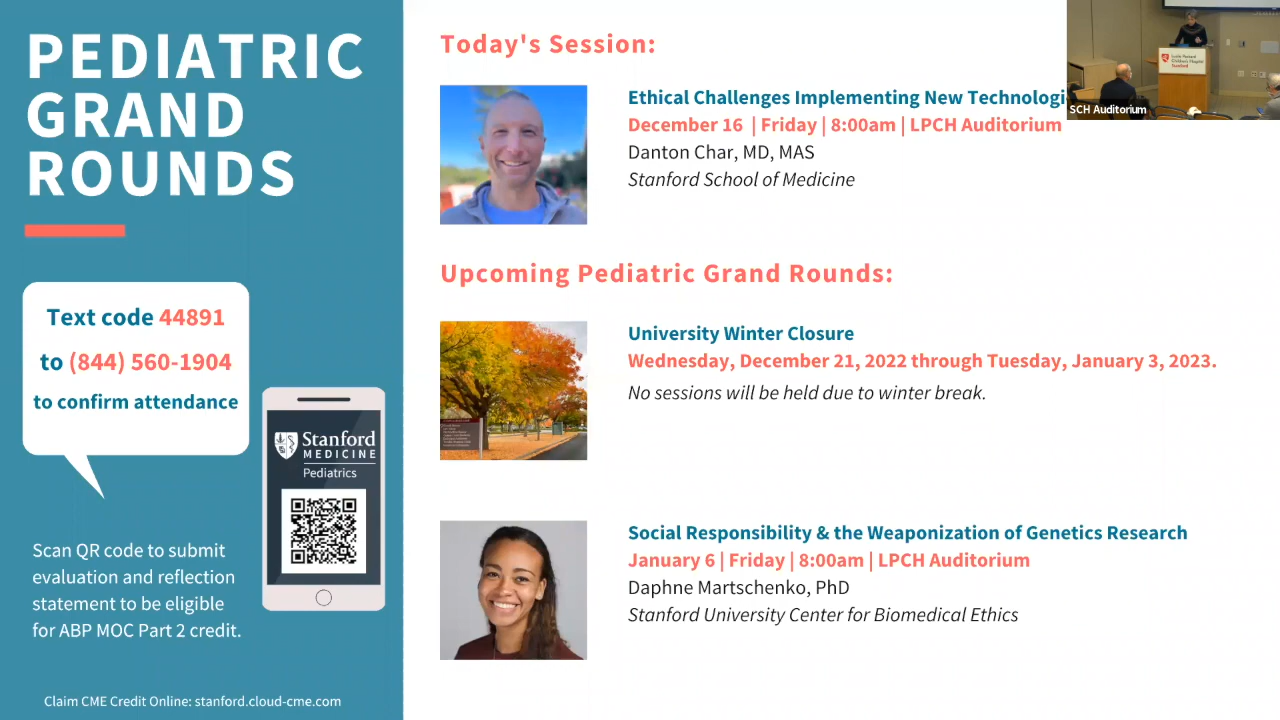 PEDIATRIC
GRAND
ROUNDS
Text code 44891
to (844) 560-1904
to confirm attendance
Stanford
MEDICINE
Pediatrics
Scan QR code to submit
evaluation and reflection
statement to be eligible
for ABP MOC Part 2 credit.
Claim CME Credit Online: stanford.cloud-cme.com
Today's Session:
Ethical Challenges Implementing New Technologi
December 16 | Friday | 8:00am | LPCH Auditorium
Danton Char, MD, MAS
Stanford School of Medicine
Upcoming Pediatric Grand Rounds:
University Winter Closure
Wednesday, December 21, 2022 through Tuesday, January 3, 2023.
No sessions will be held due to winter break.
Social Responsibility & the Weaponization of Genetics Research
January 6 | Friday | 8:00am | LPCH Auditorium
Daphne Martschenko, PhD
Stanford University Center for Biomedical Ethics
Lucile Packard
Children's Hospital
Stanford
SCH Auditorium